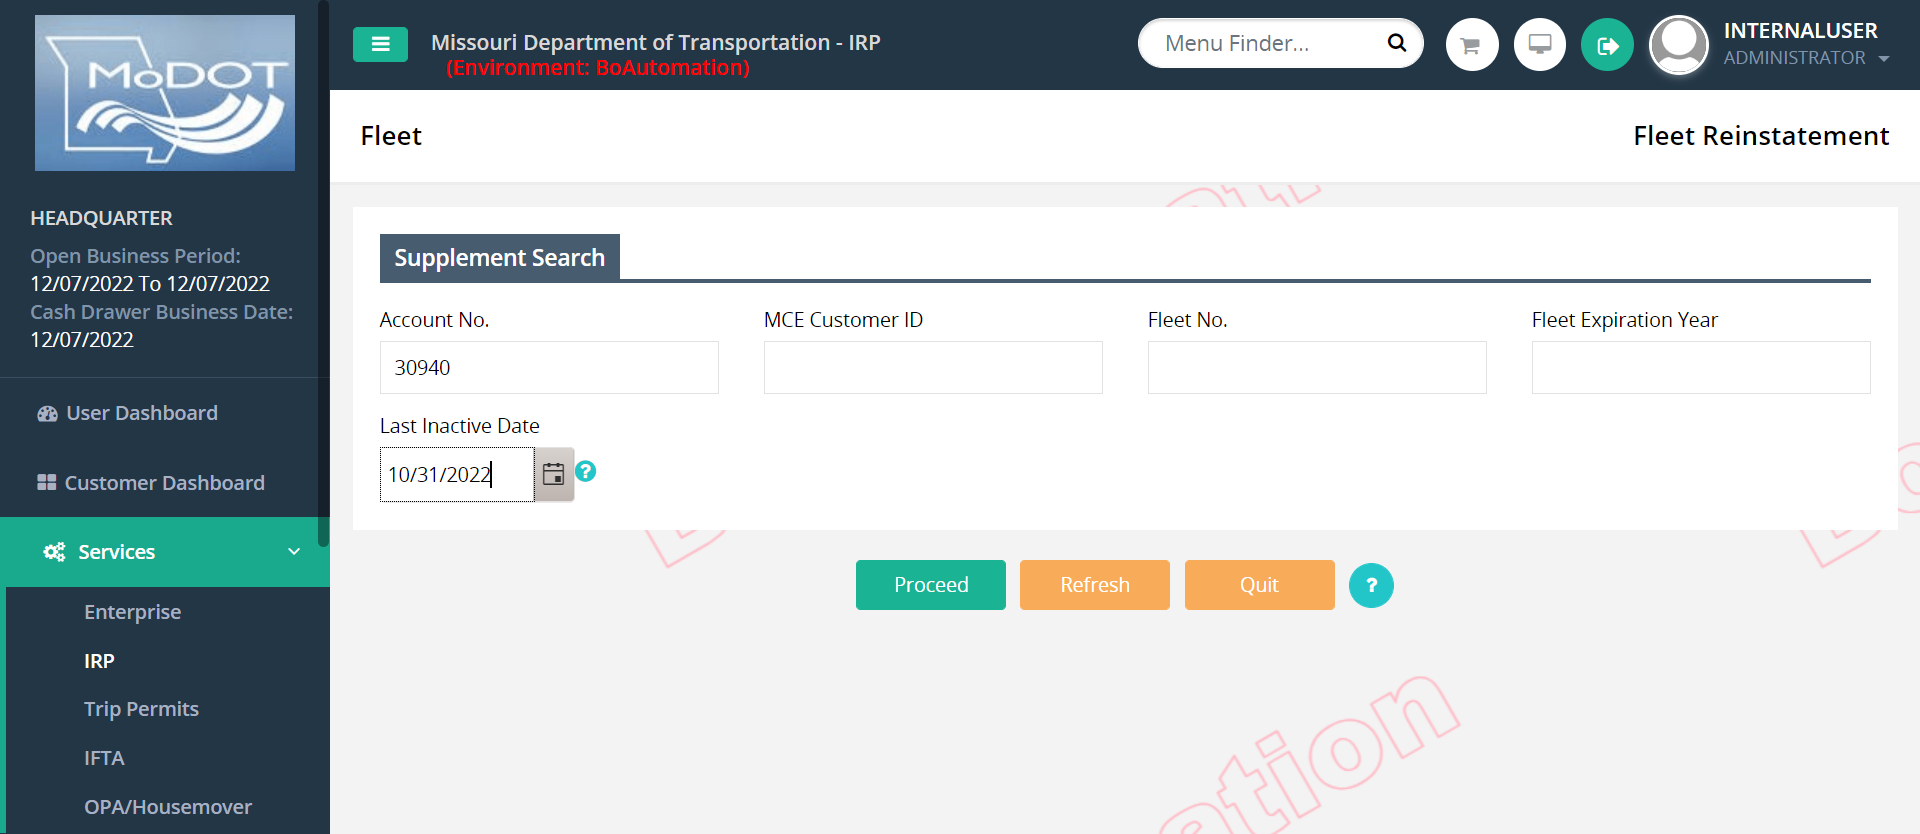 MoDOT
HEADQUARTER
Open Business Period:
12/07/2022 To 12/07/2022
Cash Drawer Business Date:
12/07/2022
User Dashboard
Customer Dashboard
Services
Enterprise
IRP
Trip Permits
IFTA
OPA/Housemover
Missouri Department of Transportation - IRP
(Environment: BoAutomation)
Menu Finder...
INTERNALUSER
ADMINISTRATOR
Fleet
Fleet Reinstatement
Supplement Search
Account No.
MCE Customer ID
Fleet No.
Fleet Expiration Year
30940
Last Inactive Date
10/31/2022
?
Proceed
Refresh
Quit
?
ation